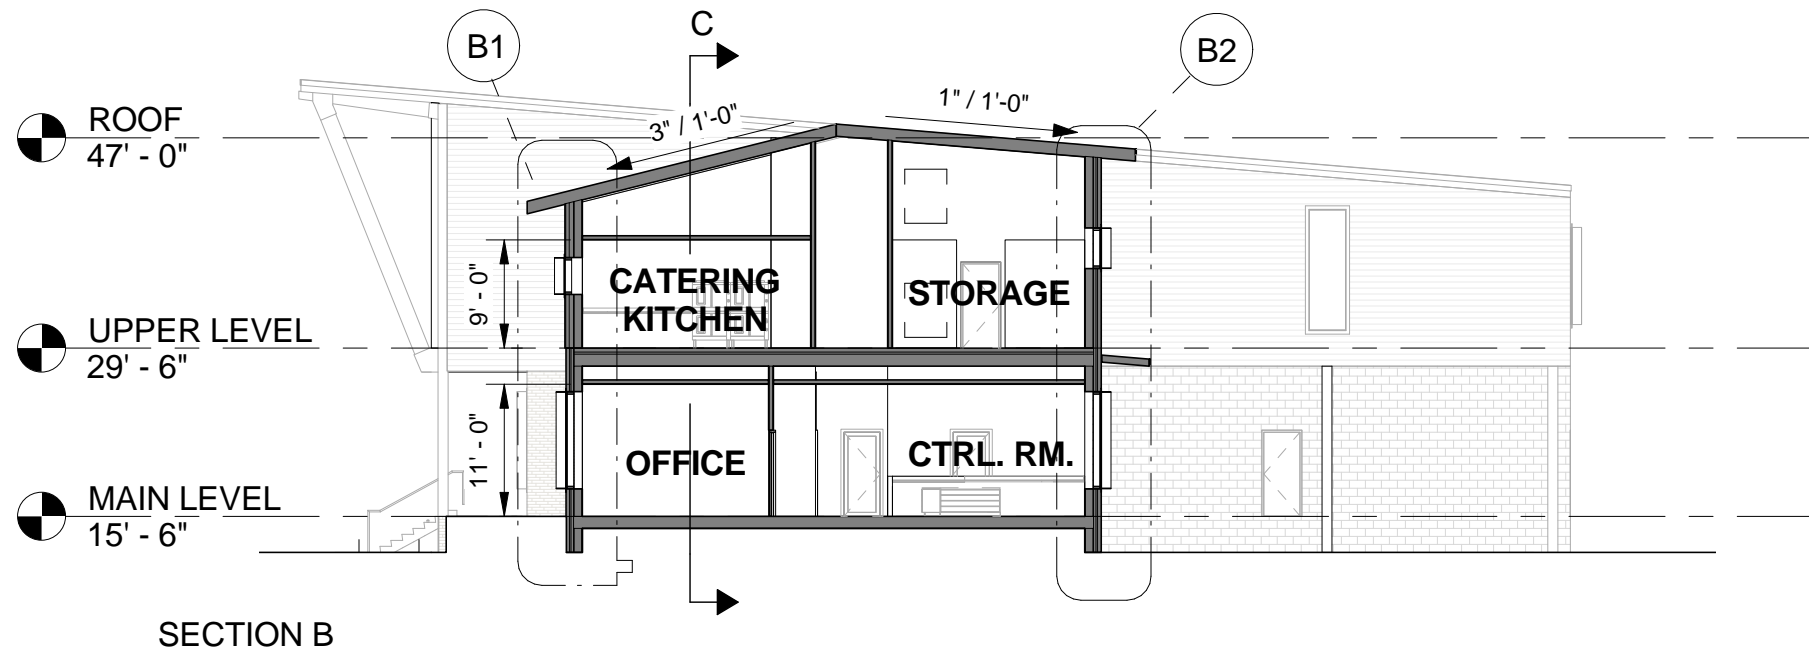 C
B1
B2
ROOF
47' - 0"
3" / 1'-0"
1" / 1'-0"
9' - 0"
CATERING
KITCHEN
STORAGE
UPPER LEVEL
29' - 6"
11' - 0"
OFFICE
CTRL. RM.
MAIN LEVEL
15' - 6"
SECTION B